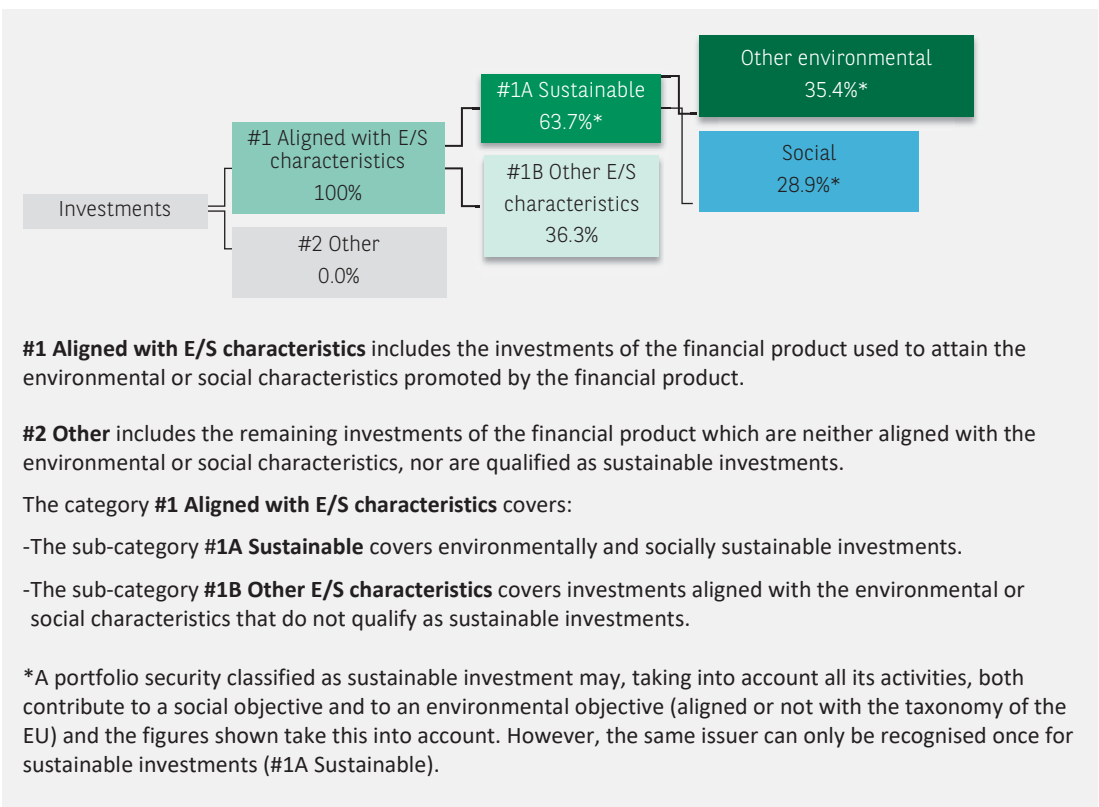 Other environmental
35.4%*
#1A Sustainable
63.7%*
#1 Aligned with E/S
characteristics
100%
Social
28.9%*
#1B Other E/S
characteristics
36.3%
Investments
#2 Other
0.0%
#1 Aligned with E/S characteristics includes the investments of the financial product used to attain the
environmental or social characteristics promoted by the financial product.
#2 Other includes the remaining investments of the financial product which are neither aligned with the
environmental or social characteristics, nor are qualified as sustainable investments.
The category #1 Aligned with E/S characteristics covers:
-The sub-category #1A Sustainable covers environmentally and socially sustainable investments.
-The sub-category #1B Other E/S characteristics covers investments aligned with the environmental or
social characteristics that do not qualify as sustainable investments.
*A portfolio security classified as sustainable investment may, taking into account all its activities, both
contribute to a social objective and to an environmental objective (aligned or not with the taxonomy of the
EU) and the figures shown take this into account. However, the same issuer can only be recognised once for
sustainable investments (#1A Sustainable).